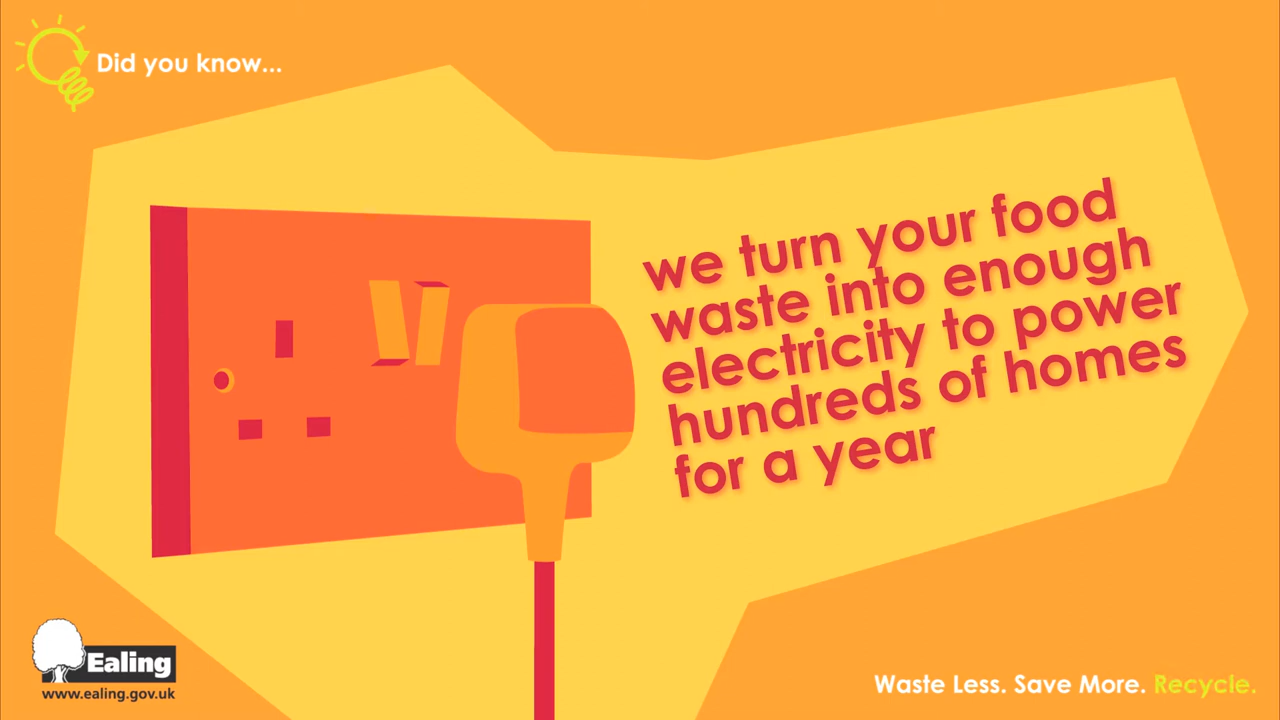 Did you know...
we turn your food
waste into enough
electricity to power
hundreds of homes
for a year
Ealing
www.ealing.gov.uk
Waste Less. Save More. Recycle.